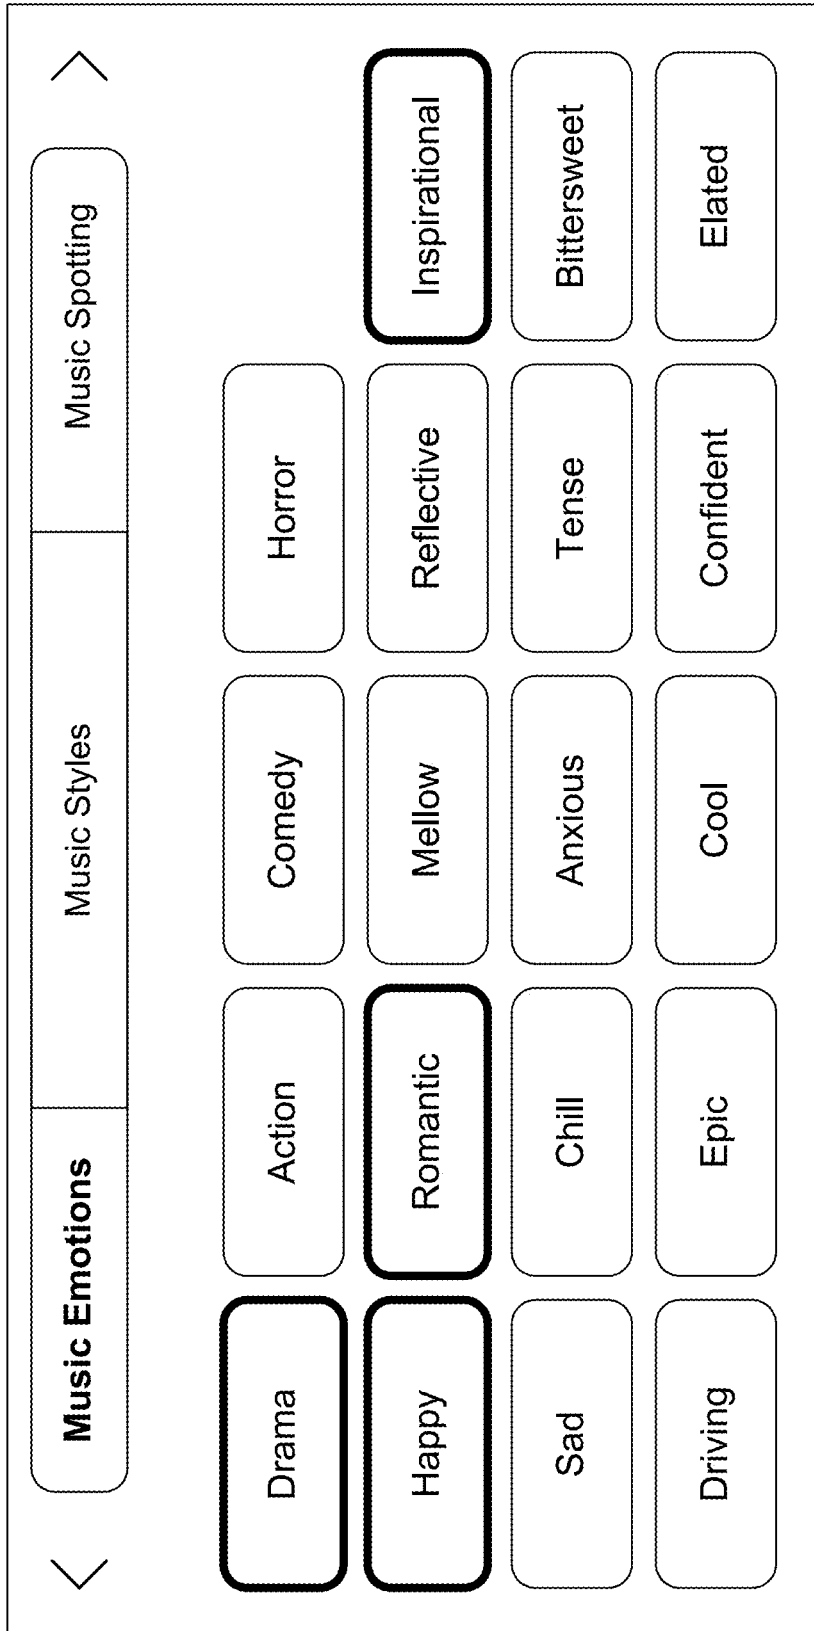 Music Emotions
Music Styles
Music Spotting
Drama
Action
Comedy
Horror
Happy
Romantic
Mellow
Reflective
Inspirational
Sad
Chill
Anxious
Tense
Bittersweet
Driving
Epic
Cool
Confident
Elated